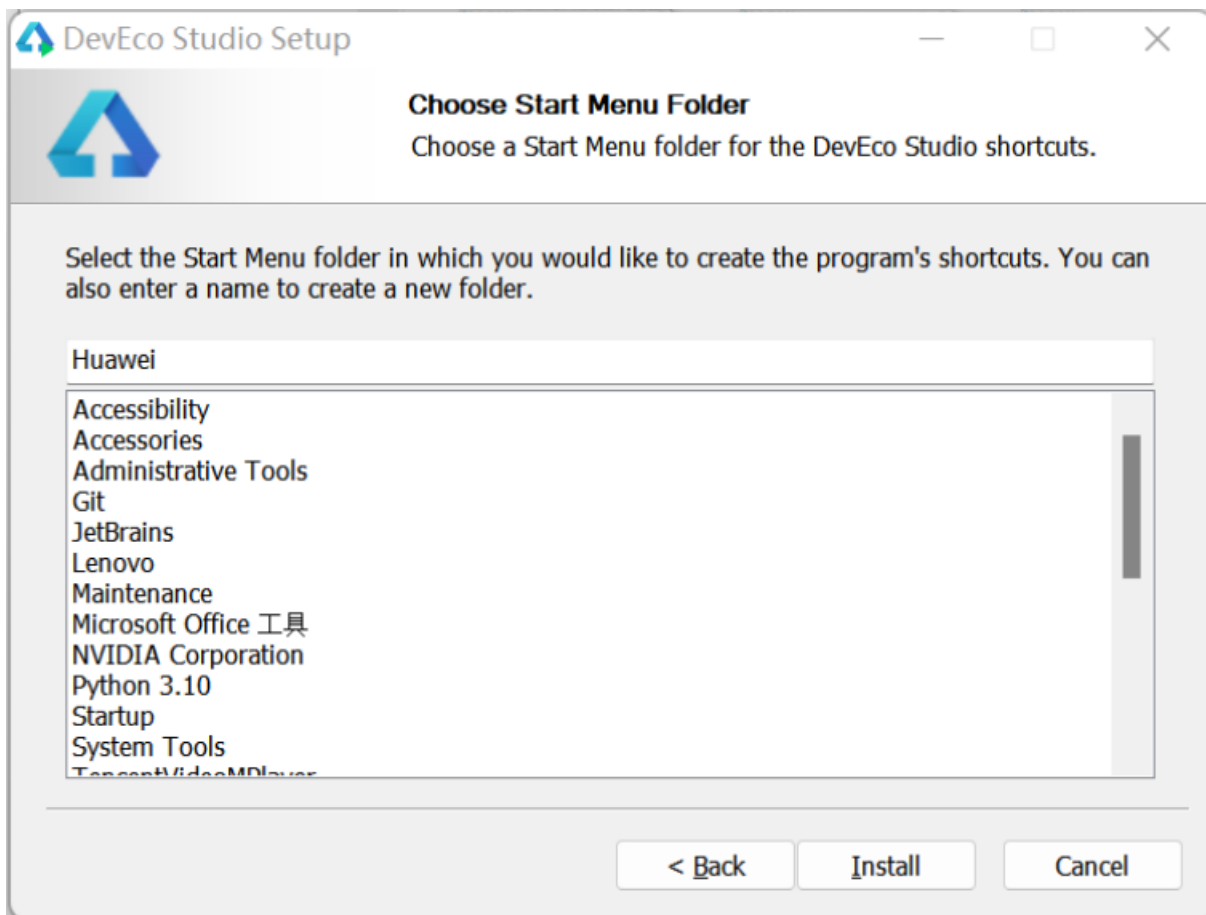 DevEco Studio Setup
Choose Start Menu Folder
Choose a Start Menu folder for the DevEco Studio shortcuts.
Select the Start Menu folder in which you would like to create the program's shortcuts. You can
also enter a name to create a new folder.
Huawei
Accessibility
Accessories
Administrative Tools
Git
JetBrains
Lenovo
Maintenance
Microsoft Office 工具
NVIDIA Corporation
Python 3.10
Startup
System Tools
TencentVideoMPlayer
< Back
Install
Cancel